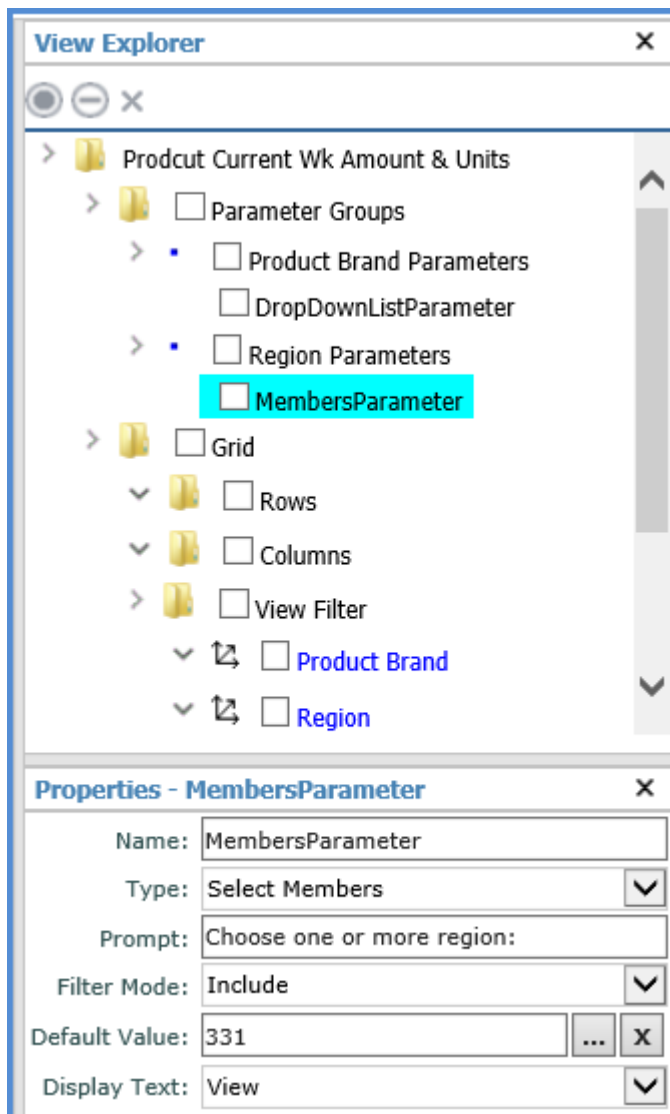 View Explorer
Prodcut Current Wk Amount & Units
Parameter Groups
Product Brand Parameters
DropDownListParameter
Region Parameters
MembersParameter
Grid
Rows
Columns
View Filter
Product Brand
Region
Properties - MembersParameter
Name: MembersParameter
Type: Select Members
Prompt: Choose one or more region:
Filter Mode: Include
Default Value: 331 ... x
Display Text: View